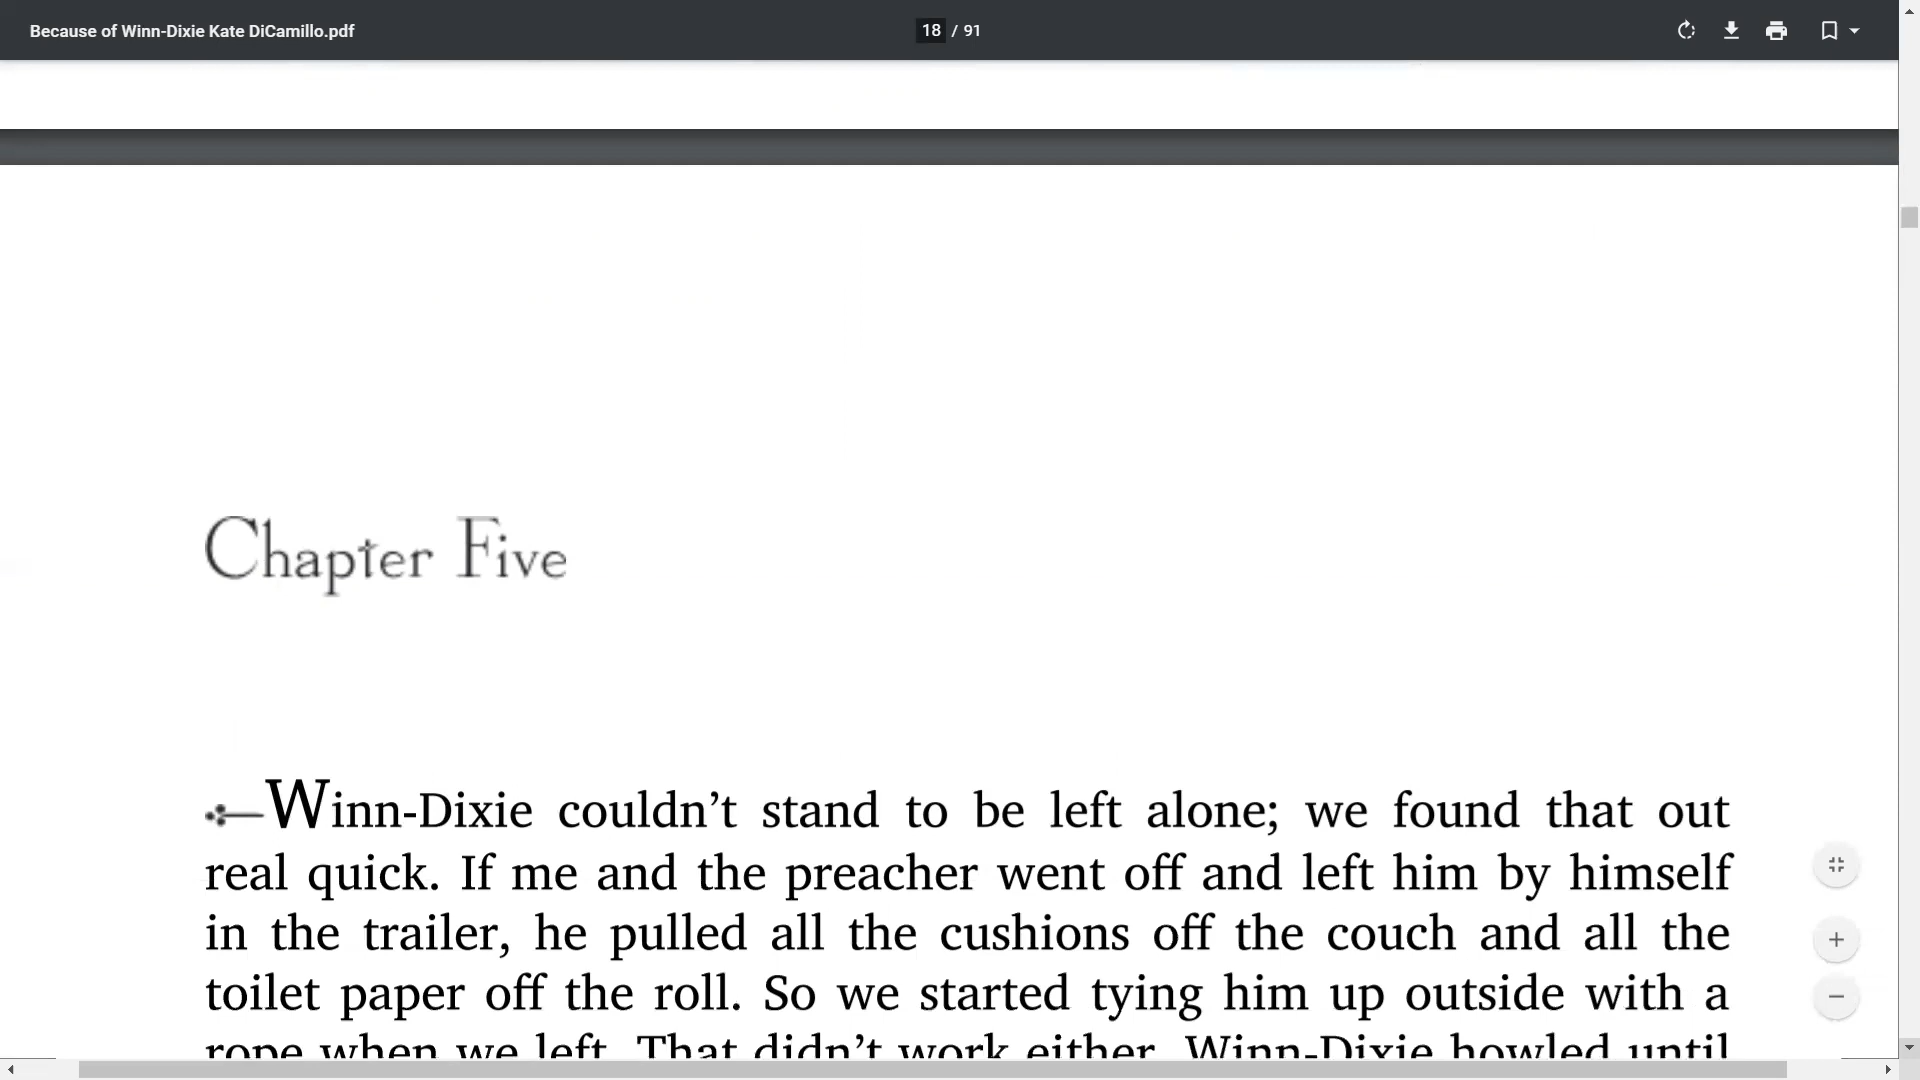 Because of Winn-Dixie Kate DiCamillo.pdf
18 / 91
Chapter Five
Winn-Dixie couldn’t stand to be left alone; we found that out
real quick. If me and the preacher went off and left him by himself
in the trailer, he pulled all the cushions off the couch and all the
toilet paper off the roll. So we started tying him up outside with a
rope when we left. That didn’t work either. Winn-Dixie howled until